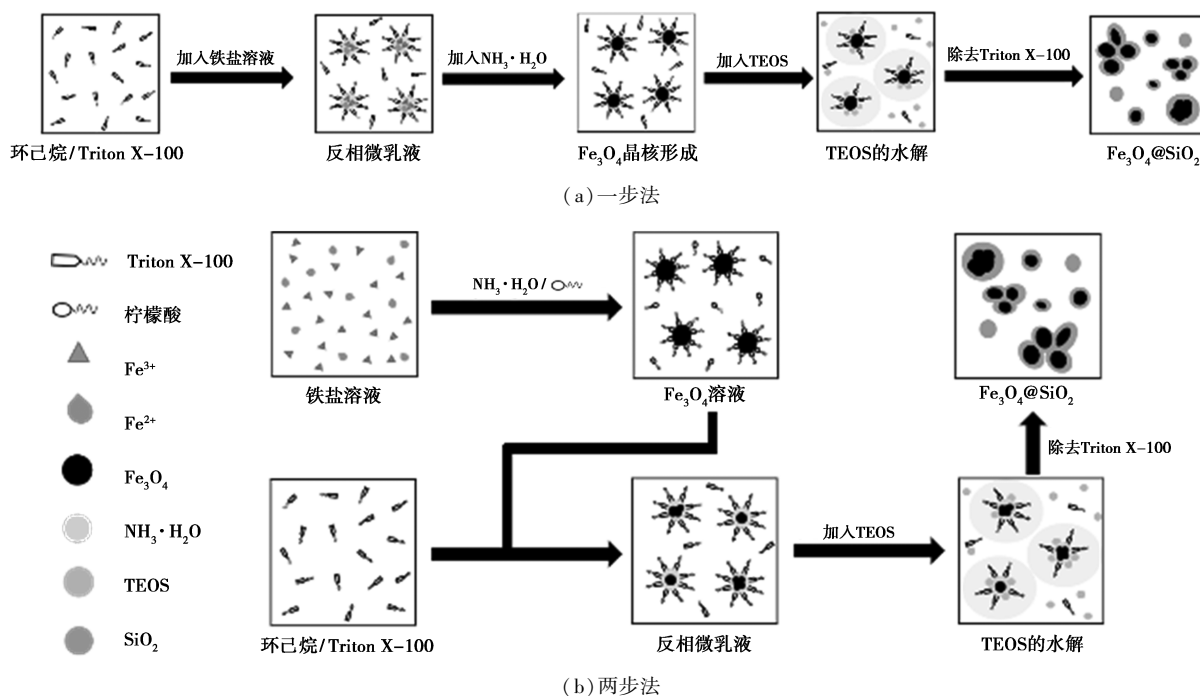 加入铁盐溶液
加入NH₃·H₂O
加入TEOS
除去Triton X-100
环己烷/Triton X-100
反相微乳液
Fe₃O₄晶核形成
TEOS的水解
Fe₃O₄@SiO₂
(a)一步法
Triton X-100
柠檬酸
Fe³⁺
Fe²⁺
Fe₃O₄
NH₃·H₂O
TEOS
SiO₂
NH₃·H₂O/
铁盐溶液
Fe₃O₄溶液
Fe₃O₄@SiO₂
除去Triton X-100
加入TEOS
环己烷/Triton X-100
反相微乳液
TEOS的水解
(b)两步法